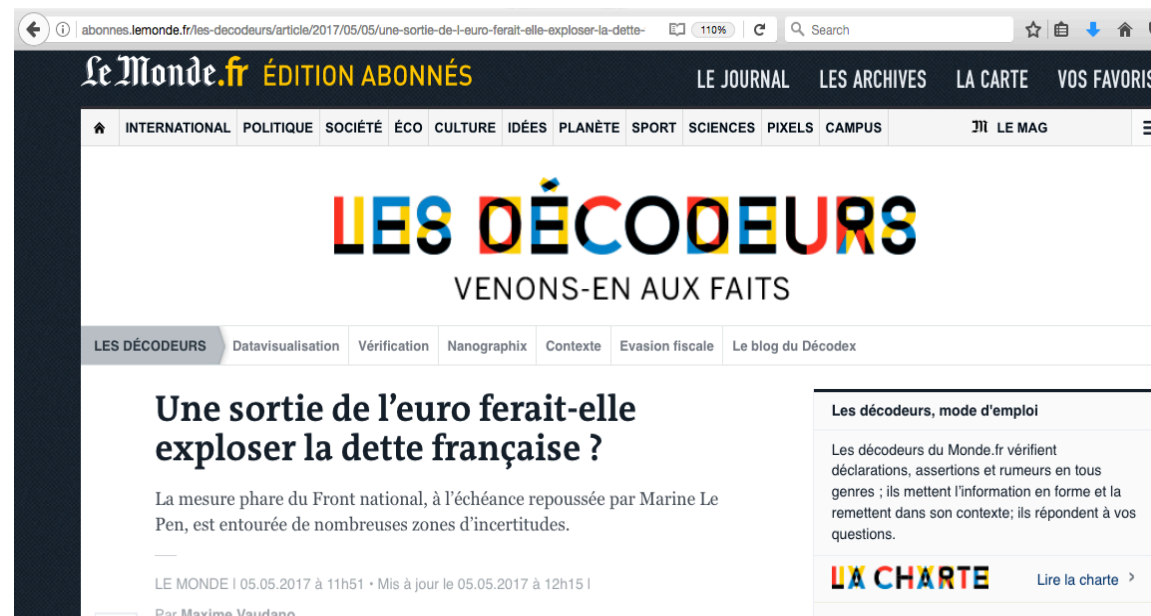 abonnes.lemonde.fr/les-decodeurs/article/2017/05/05/une-sortie-de-l-euro-ferait-elle-exploser-la-dette-
110%
Search
Le Monde.fr ÉDITION ABONNÉS
LE JOURNAL LES ARCHIVES LA CARTE VOS FAVORIS
INTERNATIONAL POLITIQUE SOCIÉTÉ ÉCO CULTURE IDÉES PLANÈTE SPORT SCIENCES PIXELS CAMPUS M LE MAG
LES DÉCODEURS
VENONS-EN AUX FAITS
LES DÉCODEURS Datavisualisation Vérification Nanographix Contexte Evasion fiscale Le blog du Décodex
Une sortie de l’euro ferait-elle
exploser la dette française ?
La mesure phare du Front national, à l’échéance repoussée par Marine Le
Pen, est entourée de nombreuses zones d’incertitudes.
LE MONDE | 05.05.2017 à 11h51 • Mis à jour le 05.05.2017 à 12h15 |
Par Maxime Vaudano
Les décodeurs, mode d'emploi
Les décodeurs du Monde.fr vérifient
déclarations, assertions et rumeurs en tous
genres ; ils mettent l'information en forme et la
remettent dans son contexte; ils répondent à vos
questions.
LA CHARTE Lire la charte >